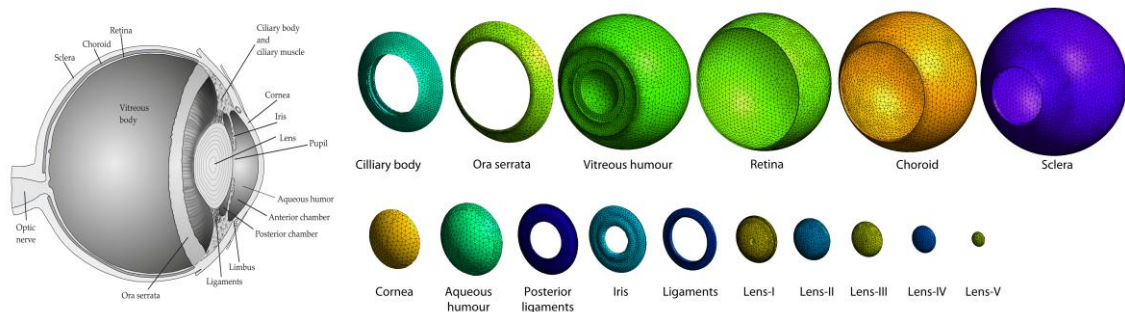 Retina
Choroid
Sclera
Ciliary body
and
ciliary muscle
Cornea
Iris
Lens
Pupil
Vitreous
body
Aqueous humor
Anterior chamber
Posterior chamber
Optic
nerve
Limbus
Ligaments
Ora serrata
Cilliary body
Ora serrata
Vitreous humour
Retina
Choroid
Sclera
Cornea
Aqueous
humour
Posterior
ligaments
Iris
Ligaments
Lens-I
Lens-II
Lens-III
Lens-IV
Lens-V